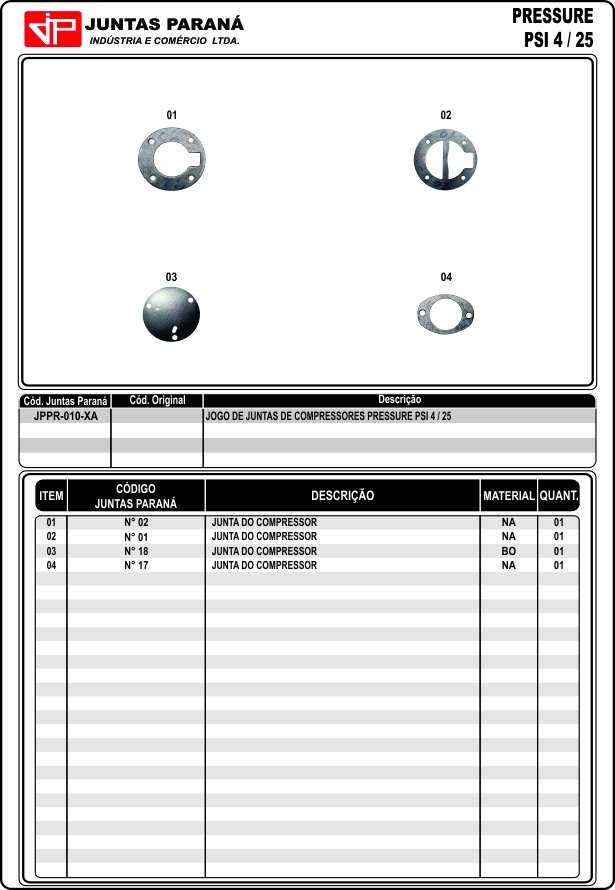 JP JUNTAS PARANÁ
INDÚSTRIA E COMÉRCIO LTDA.
PRESSURE
PSI 4 / 25
01
02
03
04
Cód. Juntas Paraná Cód. Original Descrição
JPPR-010-XA JOGO DE JUNTAS DE COMPRESSORES PRESSURE PSI 4 / 25
ITEM CÓDIGO JUNTAS PARANÁ DESCRIÇÃO MATERIAL QUANT.
01 N° 02 JUNTA DO COMPRESSOR NA 01
02 N° 01 JUNTA DO COMPRESSOR NA 01
03 N° 18 JUNTA DO COMPRESSOR BO 01
04 N° 17 JUNTA DO COMPRESSOR NA 01